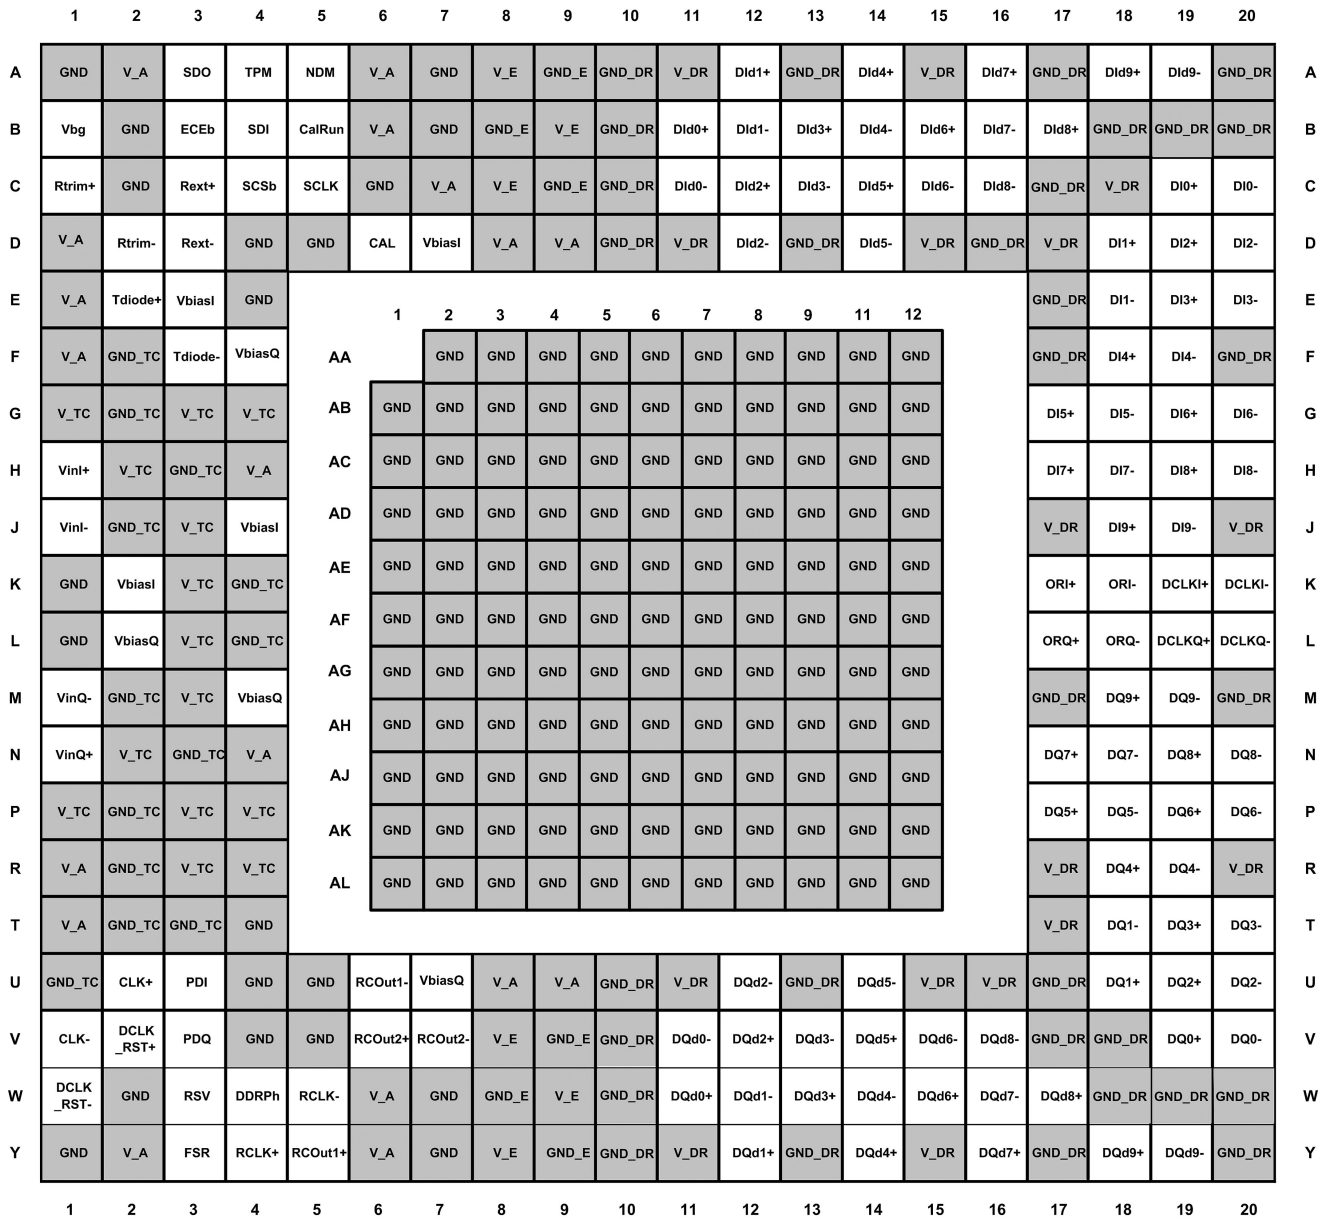 1 2 3 4 5 6 7 8 9 10 11 12 13 14 15 16 17 18 19 20
A GND V_A SDO TPM NDM V_A GND V_E GND_E GND_DR V_DR DId1+ GND_DR DId4+ V_DR DId7+ GND_DR DId9+ DId9- GND_DR A
B Vbg GND ECEb SDI CalRun V_A GND GND_E V_E GND_DR DId0+ DId1- DId3+ DId4- DId6+ DId7- DId8+ GND_DR GND_DR GND_DR B
C Rtrim+ GND Rext+ SCSb SCLK GND V_A V_E GND_E GND_DR DId0- DId2+ DId3- DId5+ DId6- DId8- GND_DR V_DR DI0+ DI0- C
D V_A Rtrim- Rext- GND GND CAL VbiasI V_A V_A GND_DR V_DR DId2- GND_DR DId5- V_DR GND_DR V_DR DI1+ DI2+ DI2- D
E V_A Tdiode+ VbiasI GND GND_DR DI1- DI3+ DI3- E
1 2 3 4 5 6 7 8 9 11 12
F V_A GND_TC Tdiode- VbiasQ AA GND GND GND GND GND GND GND GND GND GND GND_DR DI4+ DI4- GND_DR F
G V_TC GND_TC V_TC V_TC AB GND GND GND GND GND GND GND GND GND GND GND DI5+ DI5- DI6+ DI6- G
H VinI+ V_TC GND_TC V_A AC GND GND GND GND GND GND GND GND GND GND GND DI7+ DI7- DI8+ DI8- H
J VinI- GND_TC V_TC VbiasI AD GND GND GND GND GND GND GND GND GND GND GND V_DR DI9+ DI9- V_DR J
K GND VbiasI V_TC GND_TC AE GND GND GND GND GND GND GND GND GND GND GND ORI+ ORI- DCLKI+ DCLKI- K
L GND VbiasQ V_TC GND_TC AF GND GND GND GND GND GND GND GND GND GND GND ORQ+ ORQ- DCLKQ+ DCLKQ- L
M VinQ- GND_TC V_TC VbiasQ AG GND GND GND GND GND GND GND GND GND GND GND GND_DR DQ9+ DQ9- GND_DR M
AH GND GND GND GND GND GND GND GND GND GND GND
N VinQ+ V_TC GND_TC V_A AJ GND GND GND GND GND GND GND GND GND GND GND DQ7+ DQ7- DQ8+ DQ8- N
P V_TC GND_TC V_TC V_TC AK GND GND GND GND GND GND GND GND GND GND GND DQ5+ DQ5- DQ6+ DQ6- P
R V_A GND_TC V_TC V_TC AL GND GND GND GND GND GND GND GND GND GND GND V_DR DQ4+ DQ4- V_DR R
T V_A GND_TC GND_TC GND V_DR DQ1- DQ3+ DQ3- T
U GND_TC CLK+ PDI GND GND RCOut1- VbiasQ V_A V_A GND_DR V_DR DQd2- GND_DR DQd5- V_DR V_DR GND_DR DQ1+ DQ2+ DQ2- U
V CLK- DCLK _RST+ PDQ GND GND RCOut2+ RCOut2- V_E GND_E GND_DR DQd0- DQd2+ DQd3- DQd5+ DQd6- DQd8- GND_DR GND_DR DQ0+ DQ0- V
W DCLK _RST- GND RSV DDRPh RCLK- V_A GND GND_E V_E GND_DR DQd0+ DQd1- DQd3+ DQd4- DQd6+ DQd7- DQd8+ GND_DR GND_DR GND_DR W
Y GND V_A FSR RCLK+ RCOut1+ V_A GND V_E GND_E GND_DR V_DR DQd1+ GND_DR DQd4+ V_DR DQd7+ GND_DR DQd9+ DQd9- GND_DR Y
1 2 3 4 5 6 7 8 9 10 11 12 13 14 15 16 17 18 19 20